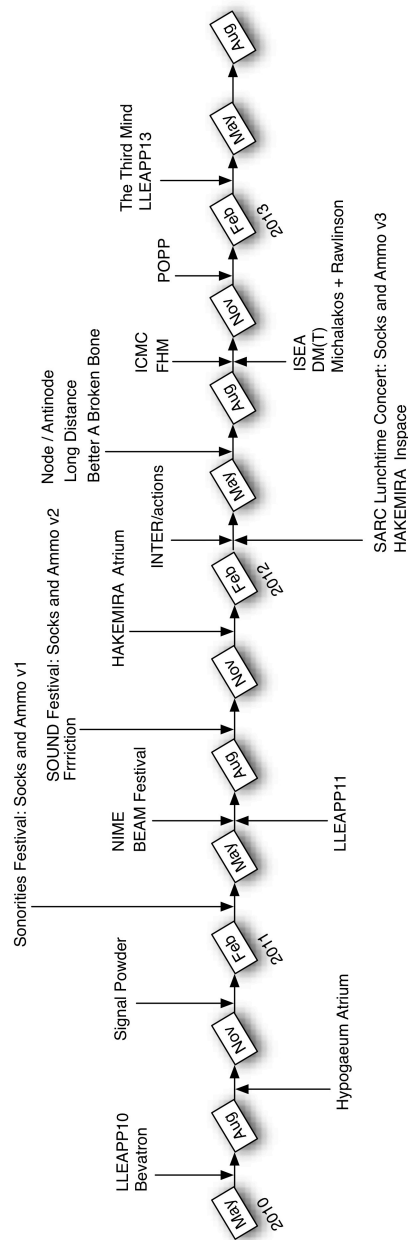 LLEAPP10
Bevatron
Signal Powder
Sonorities Festival: Socks and Ammo v1
NIME
BEAM Festival
SOUND Festival: Socks and Ammo v2
Frrriction
HAKEMIRA Atrium
INTER/actions
Node / Antinode
Long Distance
Better A Broken Bone
ICMC
FHM
POPP
The Third Mind
LLEAPP13
May
2010
Aug
Nov
Feb
2011
May
Aug
Nov
Feb
2012
May
Aug
Nov
Feb
2013
May
Aug
Hypogaeum Atrium
LLEAPP11
SARC Lunchtime Concert: Socks and Ammo v3
HAKEMIRA Inspace
ISEA
DM(T)
Michalakos + Rawlinson